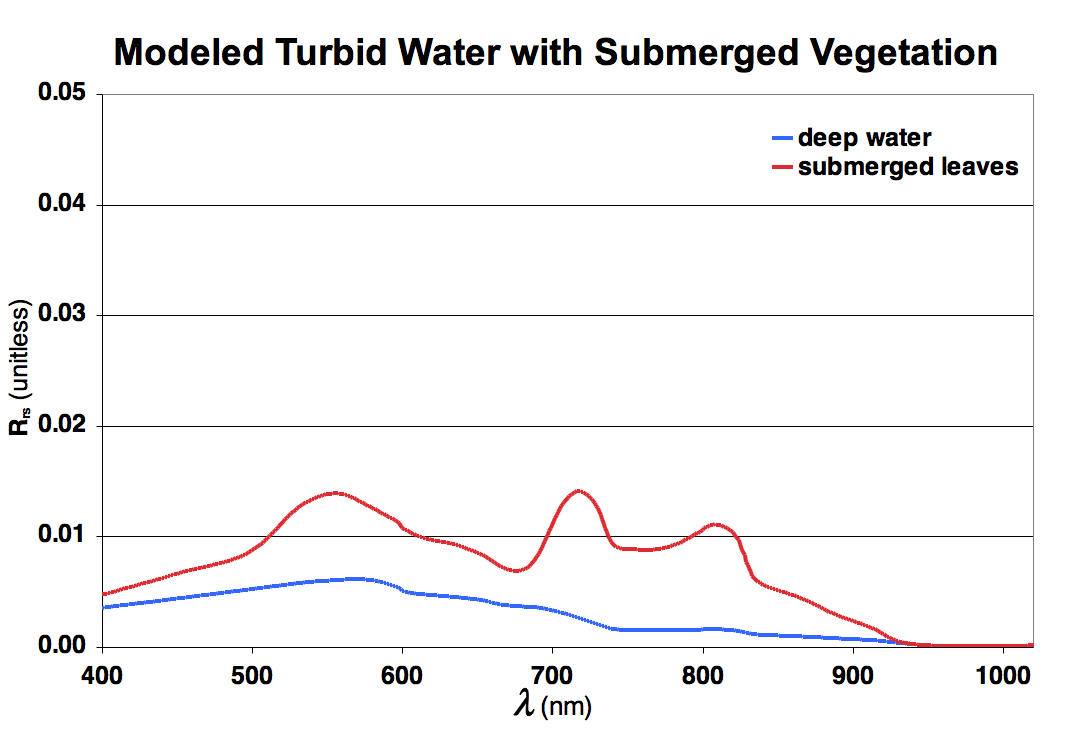 Modeled Turbid Water with Submerged Vegetation
0.05
deep water
submerged leaves
0.04
0.03
0.02
0.01
0.00
Rrs (unitless)
400 500 600 700 800 900 1000
λ (nm)